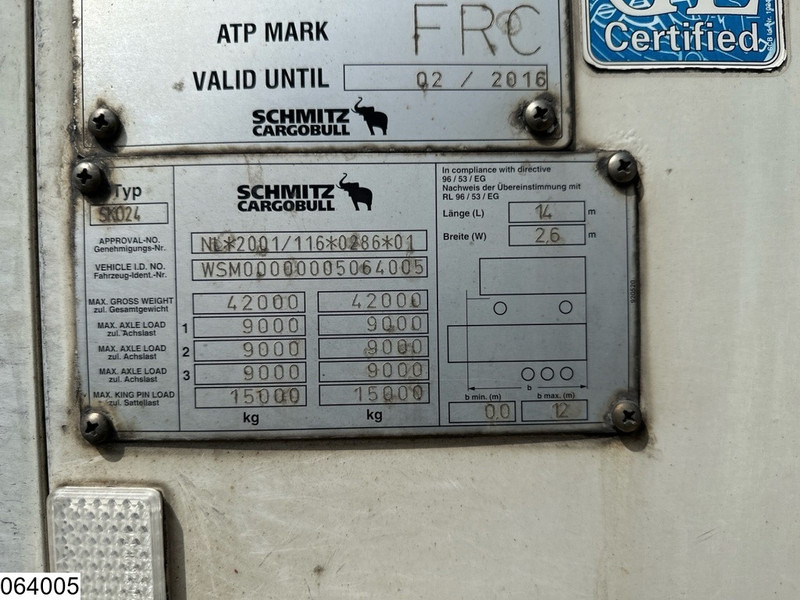 ATP MARK FRC
VALID UNTIL 02 / 2016
SCHMITZ
CARGOBULL
Certified
Typ
SK024
SCHMITZ
CARGOBULL
APPROVAL-NO.
Genehmigungs-Nr.
NL*2001/116*0286*01
VEHICLE I.D. NO.
Fahrzeug-Ident.-Nr.
WSM00000005064005
MAX. GROSS WEIGHT
zul. Gesamtgewicht
42000 42000
MAX. AXLE LOAD
zul. Achslast
1 9000 9000
MAX. AXLE LOAD
zul. Achslast
2 9000 9000
MAX. AXLE LOAD
zul. Achslast
3 9000 9000
MAX. KING PIN LOAD
zul. Sattellast
15000 15000
kg kg
In compliance with directive
96 / 53 / EG
Nachweis der Übereinstimmung mit
RL 96 / 53 / EG
Länge (L) 14 m
Breite (W) 2,6 m
b
b min. (m) b max. (m)
0,0 12
064005